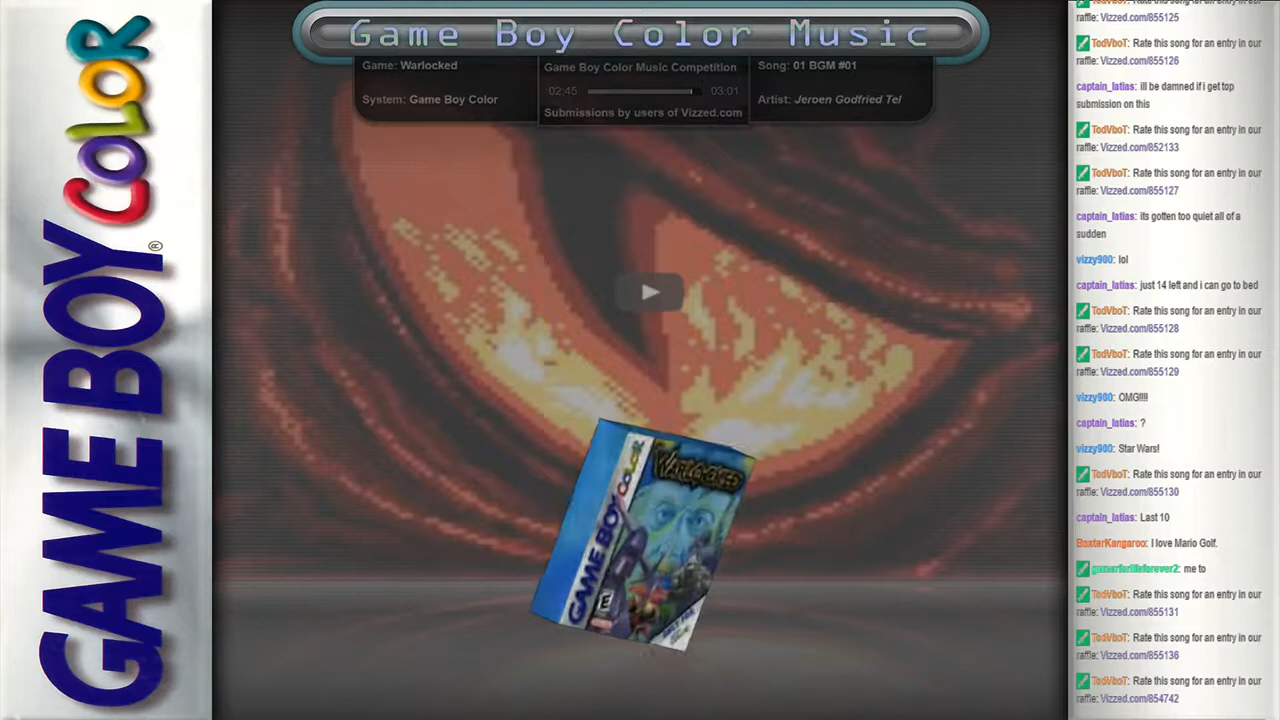 Game Boy Color Music
Game: Warlocked
System: Game Boy Color
Game Boy Color Music Competition
02:45 03:01
Submissions by users of Vizzed.com
Song: 01 BGM #01
Artist: Jeroen Godfried Tel
GAME BOY COLOR ®
WARLOCKED
GAME BOY COLOR
E
raffle: Vizzed.com/855125
TodVboT: Rate this song for an entry in our
raffle: Vizzed.com/855126
captain_latias: ill be damned if i get top
submission on this
TodVboT: Rate this song for an entry in our
raffle: Vizzed.com/852133
TodVboT: Rate this song for an entry in our
raffle: Vizzed.com/855127
captain_latias: its gotten too quiet all of a
sudden
vizzy900: lol
captain_latias: just 14 left and i can go to bed
TodVboT: Rate this song for an entry in our
raffle: Vizzed.com/855128
TodVboT: Rate this song for an entry in our
raffle: Vizzed.com/855129
vizzy900: OMG!!!!
captain_latias: ?
vizzy900: Star Wars!
TodVboT: Rate this song for an entry in our
raffle: Vizzed.com/855130
captain_latias: Last 10
BaxterKangaroo: I love Mario Golf.
gamerforlifeforever2: me to
TodVboT: Rate this song for an entry in our
raffle: Vizzed.com/855131
TodVboT: Rate this song for an entry in our
raffle: Vizzed.com/855136
TodVboT: Rate this song for an entry in our
raffle: Vizzed.com/854742